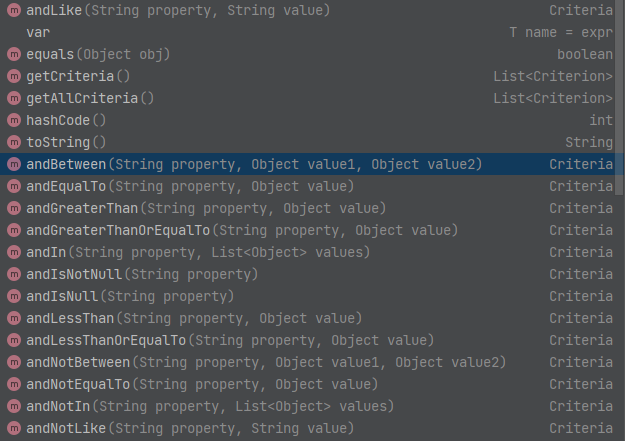 m andLike(String property, String value) Criteria
var T name = expr
m equals(Object obj) boolean
m getCriteria() List<Criterion>
m getAllCriteria() List<Criterion>
m hashCode() int
m toString() String
m andBetween(String property, Object value1, Object value2) Criteria
m andEqualTo(String property, Object value) Criteria
m andGreaterThan(String property, Object value) Criteria
m andGreaterThanOrEqualTo(String property, Object value) Criteria
m andIn(String property, List<Object> values) Criteria
m andIsNotNull(String property) Criteria
m andIsNull(String property) Criteria
m andLessThan(String property, Object value) Criteria
m andLessThanOrEqualTo(String property, Object value) Criteria
m andNotBetween(String property, Object value1, Object value2) Criteria
m andNotEqualTo(String property, Object value) Criteria
m andNotIn(String property, List<Object> values) Criteria
m andNotLike(String property, String value) Criteria